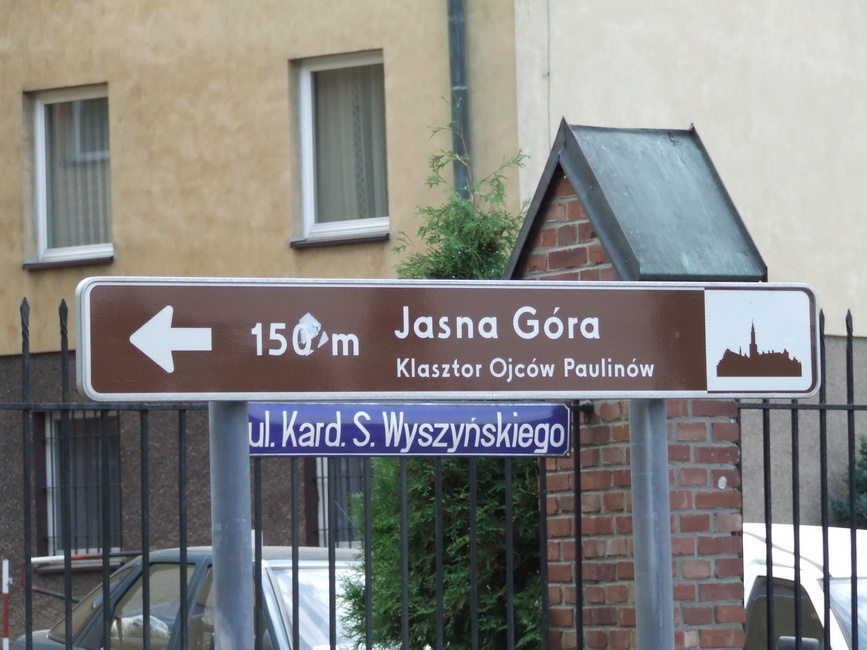 150 m
Jasna Góra
Klasztor Ojców Paulinów
ul. Kard. S. Wyszyńskiego